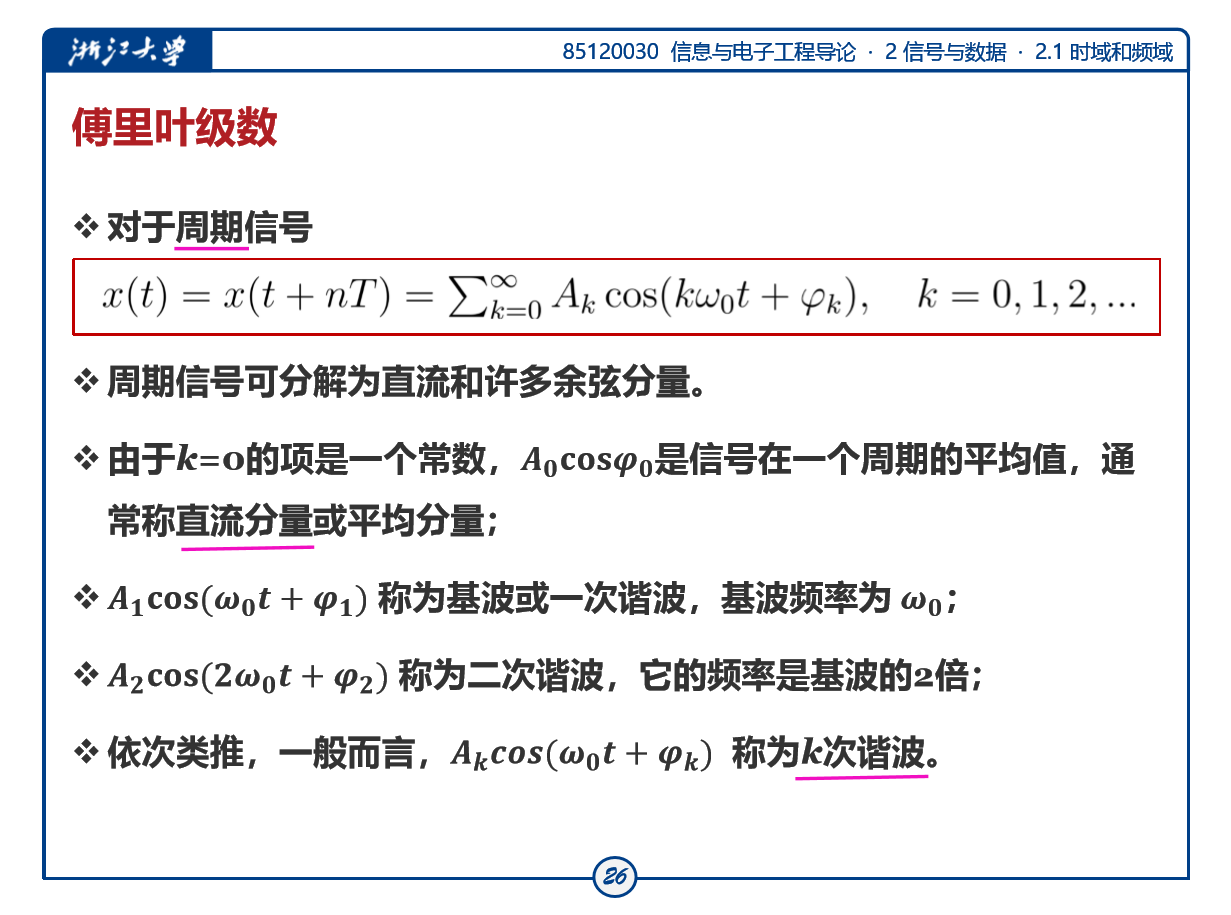 浙江大学
85120030 信息与电子工程导论 · 2 信号与数据 · 2.1 时域和频域
傅里叶级数
❖ 对于周期信号
x(t) = x(t + nT) = ∑_{k=0}^{∞} A_k cos(kω_0t + φ_k), k = 0, 1, 2, ...
❖ 周期信号可分解为直流和许多余弦分量。
❖ 由于k=0的项是一个常数，A_0cosφ_0是信号在一个周期的平均值，通
常称直流分量或平均分量；
❖ A_1cos(ω_0t + φ_1) 称为基波或一次谐波，基波频率为 ω_0；
❖ A_2cos(2ω_0t + φ_2) 称为二次谐波，它的频率是基波的2倍；
❖ 依次类推，一般而言，A_kcos(ω_0t + φ_k) 称为k次谐波。
26